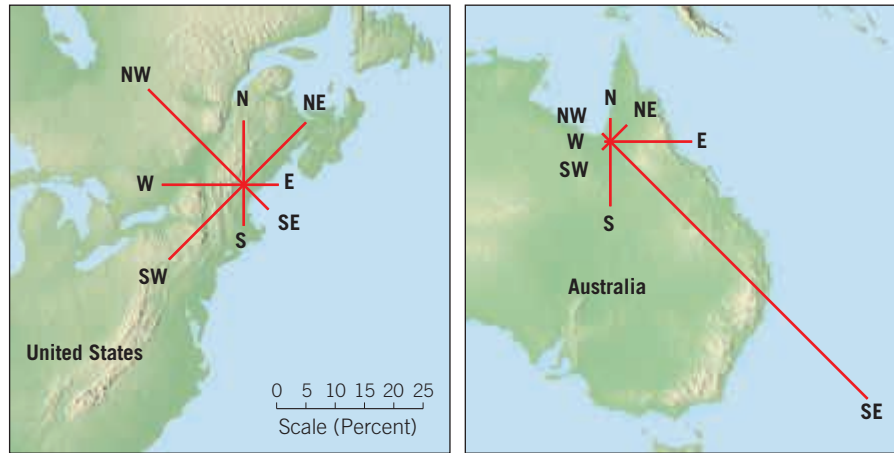 NW
N
NE
W
E
SE
S
SW
United States
0 5 10 15 20 25
Scale (Percent)
N
NW
NE
W
E
SW
S
Australia
SE